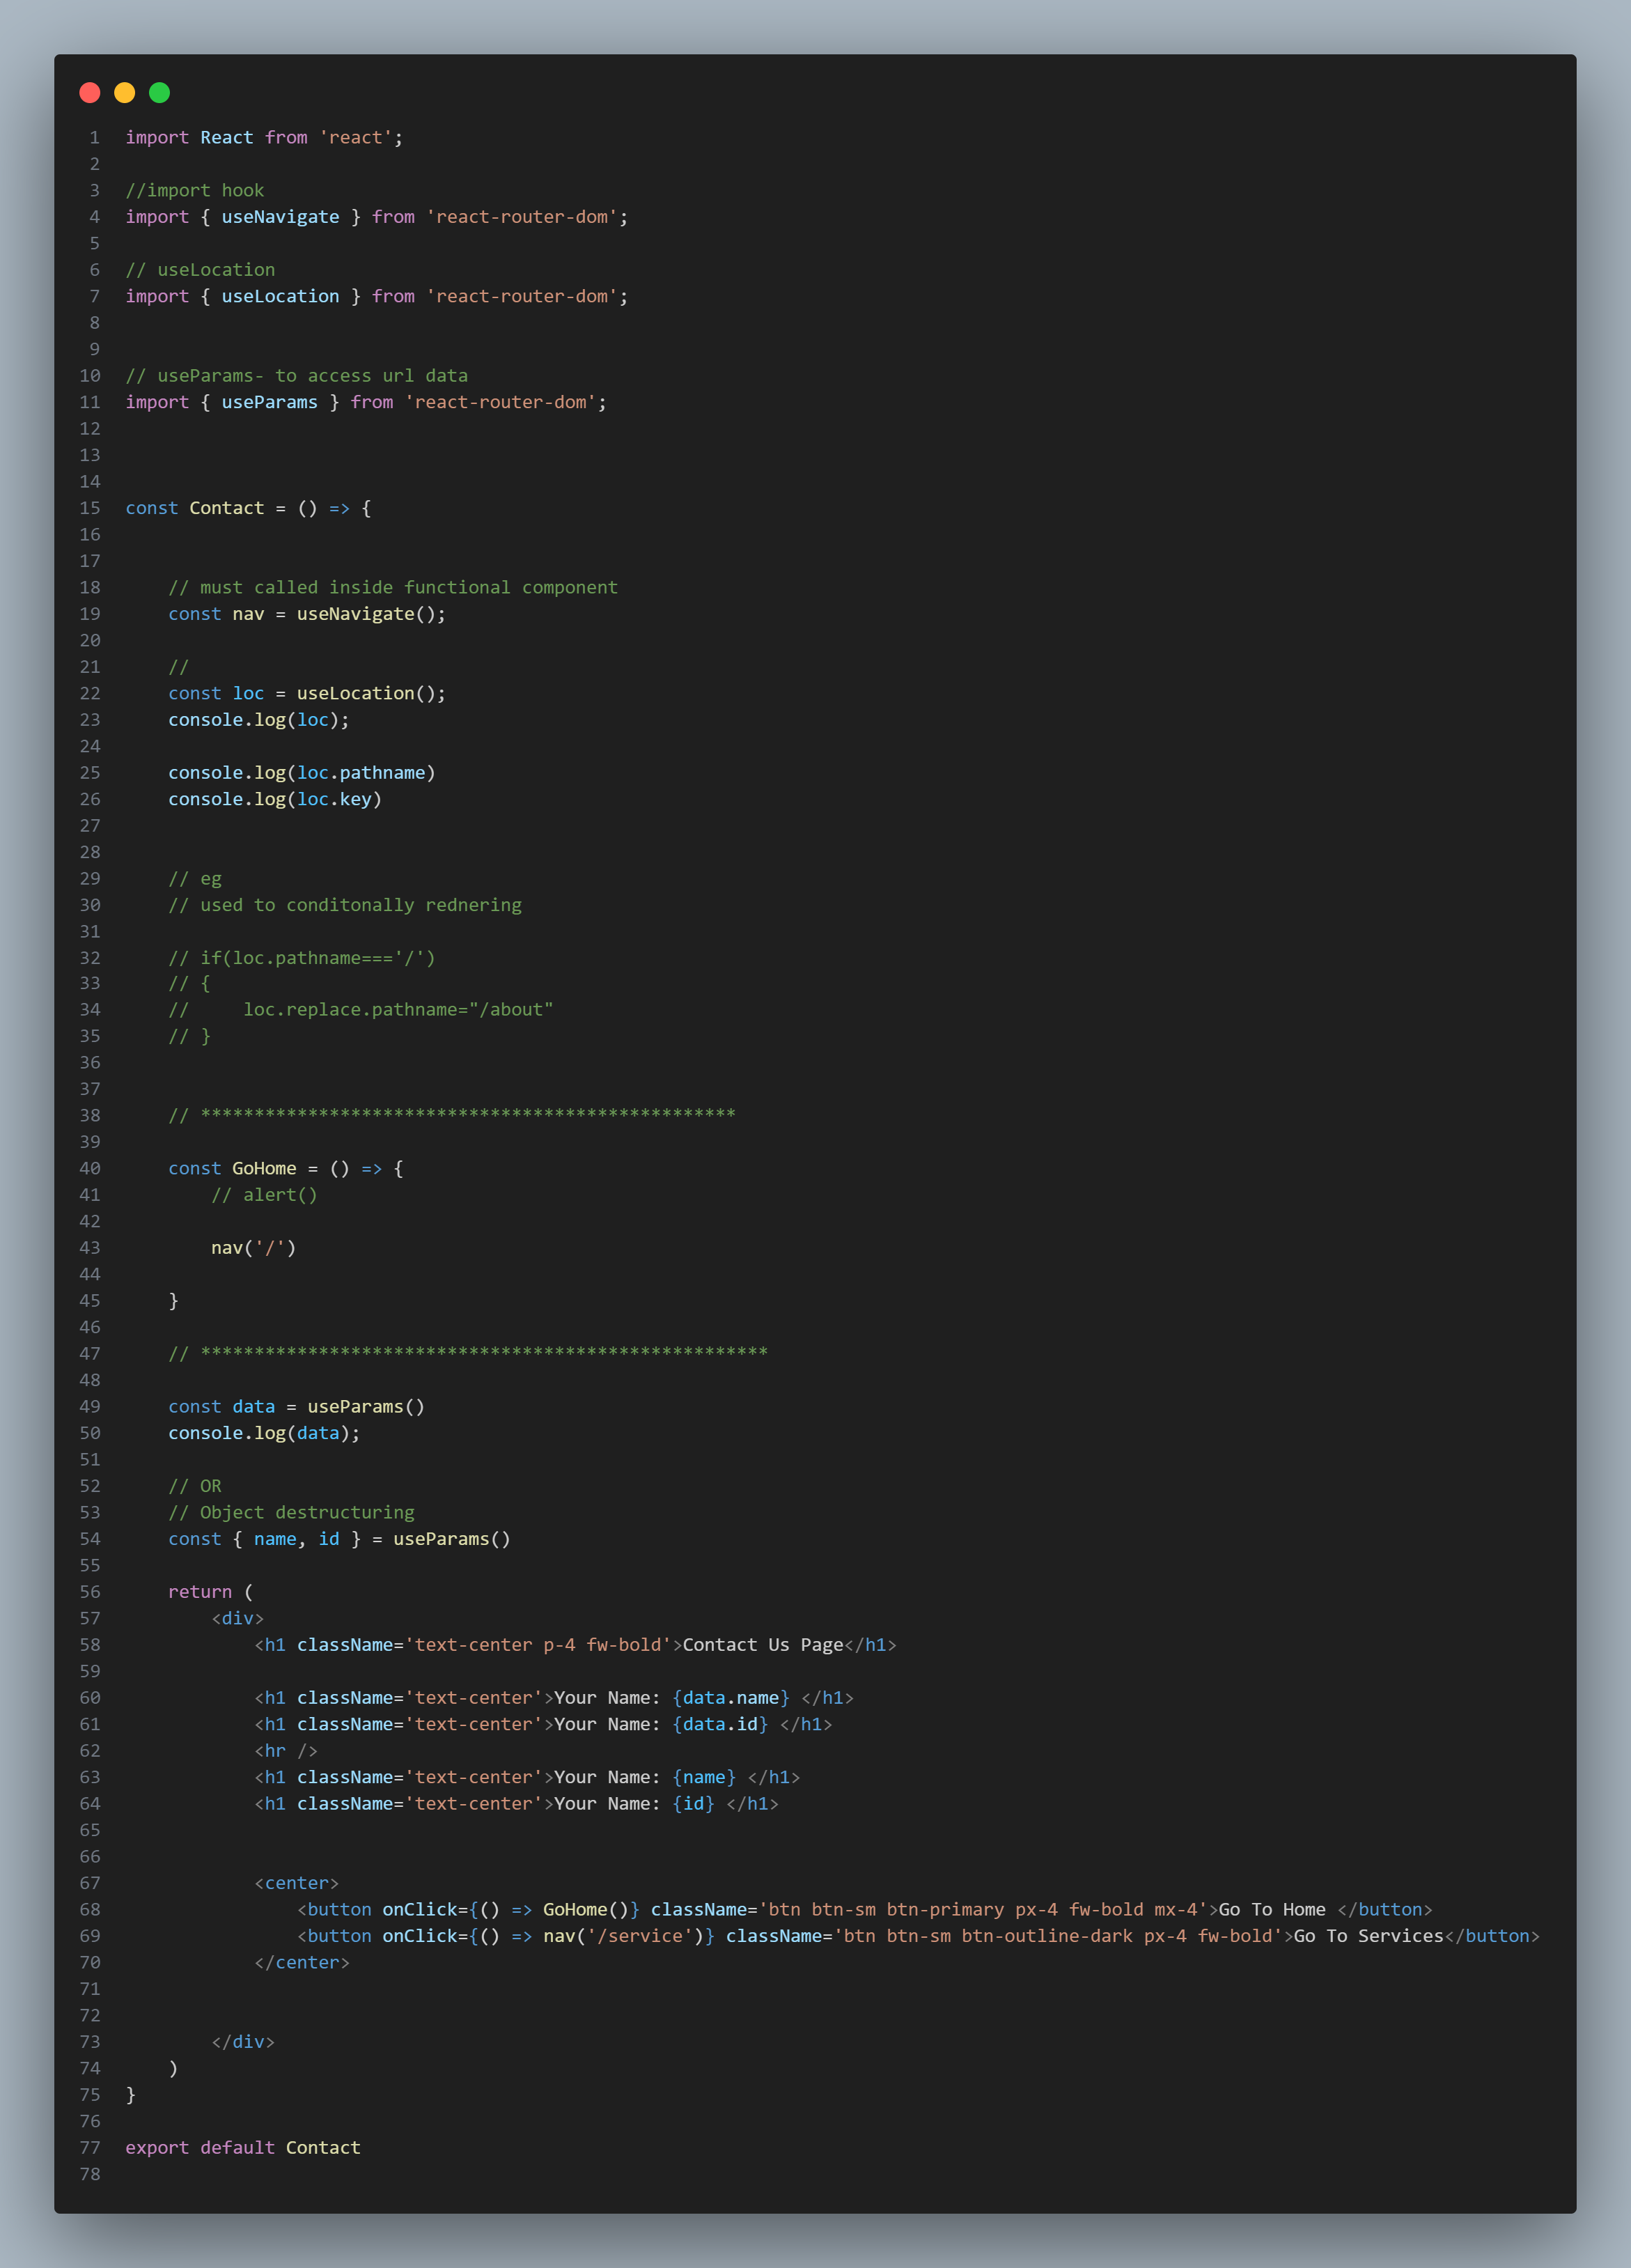 1 import React from 'react';
2
3 //import hook
4 import { useNavigate } from 'react-router-dom';
5
6 // useLocation
7 import { useLocation } from 'react-router-dom';
8
9
10 // useParams- to access url data
11 import { useParams } from 'react-router-dom';
12
13
14
15 const Contact = () => {
16
17
18     // must called inside functional component
19     const nav = useNavigate();
20
21     //
22     const loc = useLocation();
23     console.log(loc);
24
25     console.log(loc.pathname)
26     console.log(loc.key)
27
28
29     // eg
30     // used to conditonally rednering
31
32     // if(loc.pathname==='/')
33     // {
34     //     loc.replace.pathname="/about"
35     // }
36
37
38     // **************************************************
39
40     const GoHome = () => {
41         // alert()
42
43         nav('/')
44
45     }
46
47     // *****************************************************
48
49     const data = useParams()
50     console.log(data);
51
52     // OR
53     // Object destructuring
54     const { name, id } = useParams()
55
56     return (
57         <div>
58             <h1 className='text-center p-4 fw-bold'>Contact Us Page</h1>
59
60             <h1 className='text-center'>Your Name: {data.name} </h1>
61             <h1 className='text-center'>Your Name: {data.id} </h1>
62             <hr />
63             <h1 className='text-center'>Your Name: {name} </h1>
64             <h1 className='text-center'>Your Name: {id} </h1>
65
66
67             <center>
68                 <button onClick={() => GoHome()} className='btn btn-sm btn-primary px-4 fw-bold mx-4'>Go To Home </button>
69                 <button onClick={() => nav('/service')} className='btn btn-sm btn-outline-dark px-4 fw-bold'>Go To Services</button>
70             </center>
71
72
73         </div>
74     )
75 }
76
77 export default Contact
78